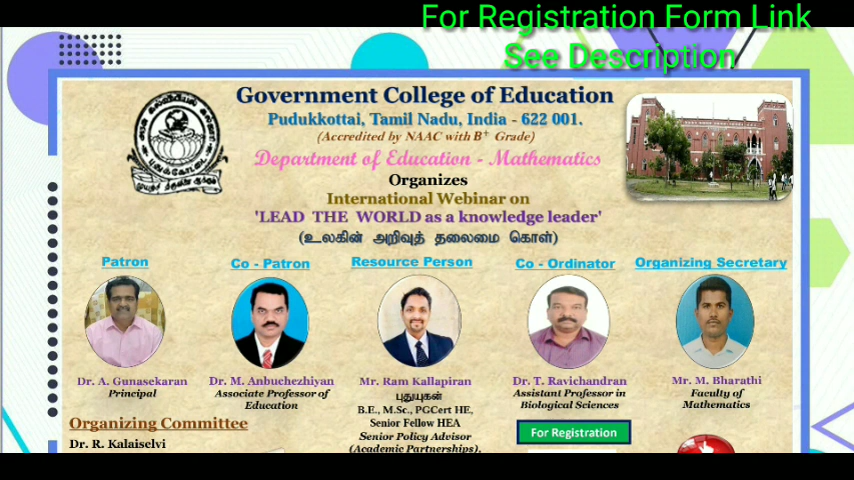 For Registration Form Link
See Description
Government College of Education
Pudukkottai, Tamil Nadu, India - 622 001.
(Accredited by NAAC with B+ Grade)
Department of Education - Mathematics
Organizes
International Webinar on
'LEAD THE WORLD as a knowledge leader'
(உலகின் அறிவுத் தலைமை கொள்)
Patron
Co - Patron
Resource Person
Co - Ordinator
Organizing Secretary
Dr. A. Gunasekaran
Principal
Dr. M. Anbuchezhiyan
Associate Professor of
Education
Mr. Ram Kallapiran
புதுயுகன்
B.E., M.Sc., PGCert HE,
Senior Fellow HEA
Senior Policy Advisor
(Academic Partnerships),
Dr. T. Ravichandran
Assistant Professor in
Biological Sciences
Mr. M. Bharathi
Faculty of
Mathematics
Organizing Committee
Dr. R. Kalaiselvi
For Registration